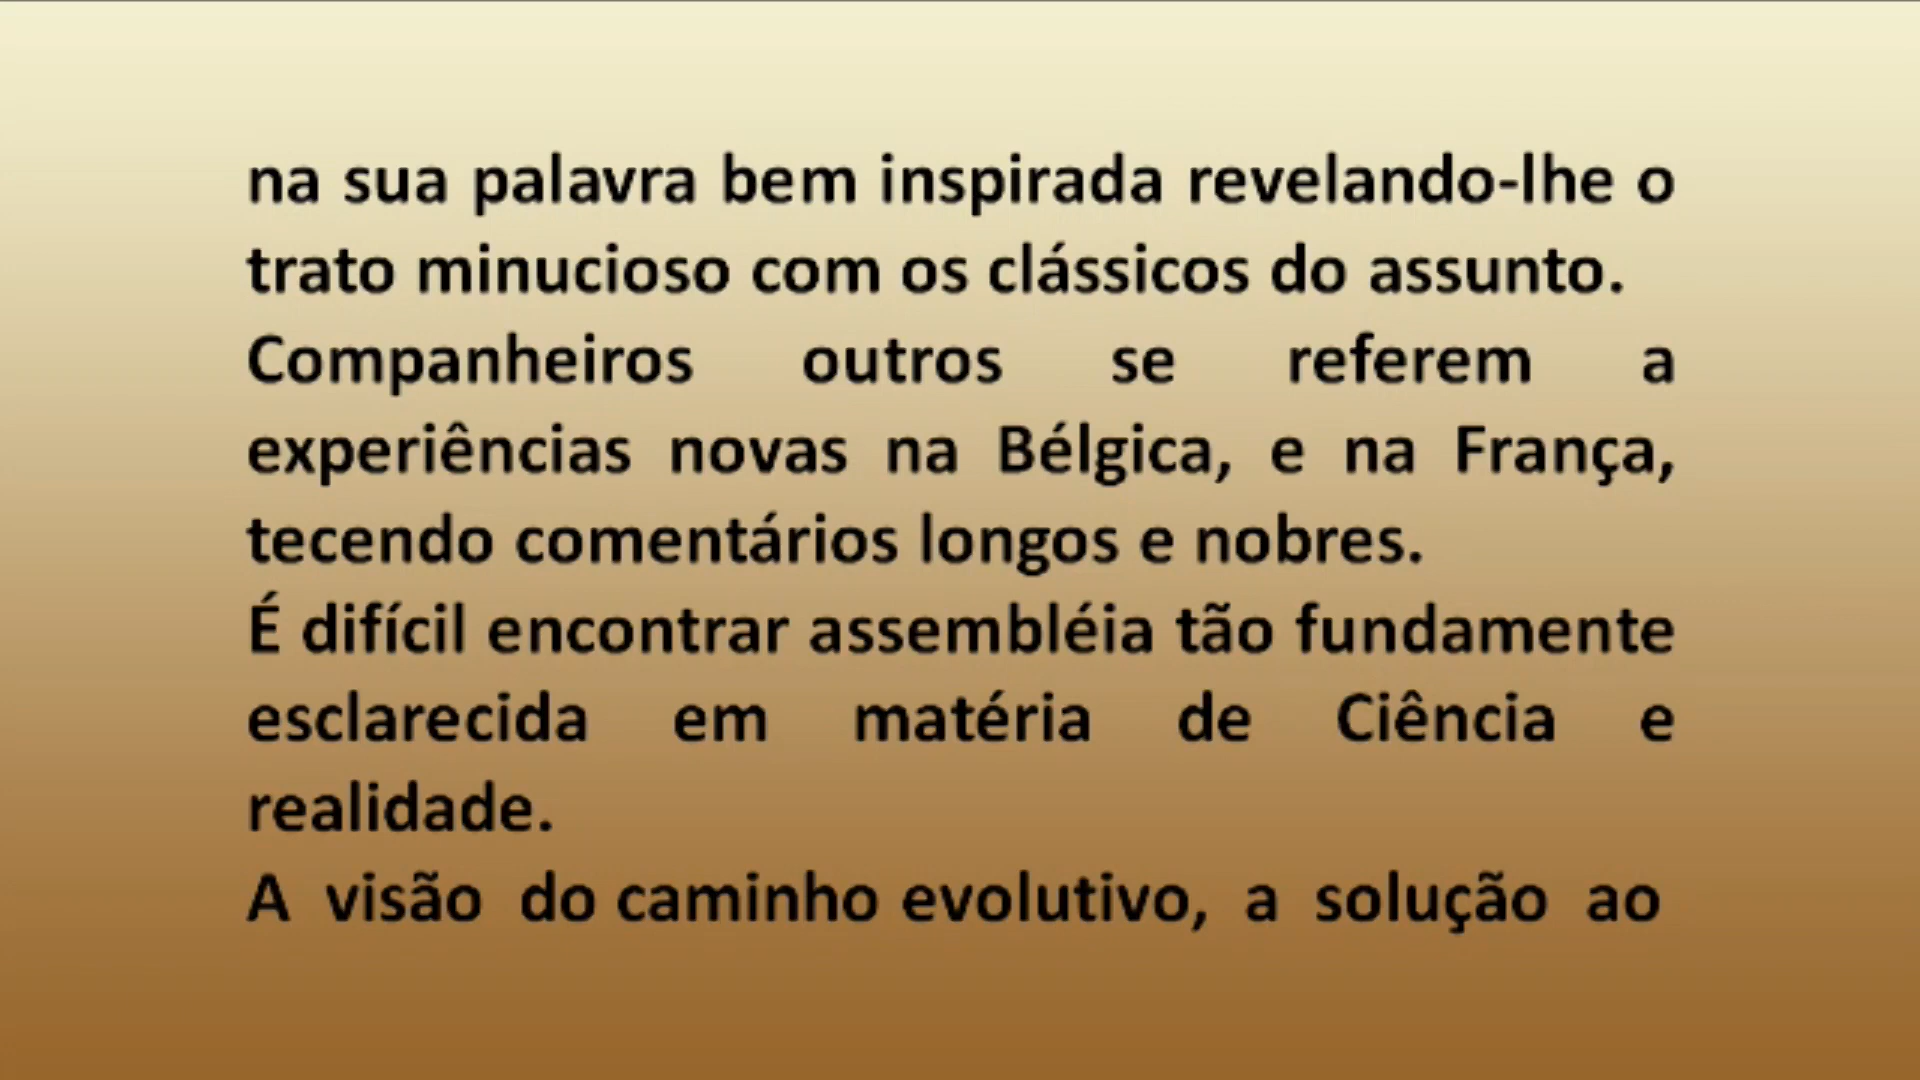 na sua palavra bem inspirada revelando-lhe o
trato minucioso com os clássicos do assunto.
Companheiros outros se referem a
experiências novas na Bélgica, e na França,
tecendo comentários longos e nobres.
É difícil encontrar assembléia tão fundamente
esclarecida em matéria de Ciência e
realidade.
A visão do caminho evolutivo, a solução ao